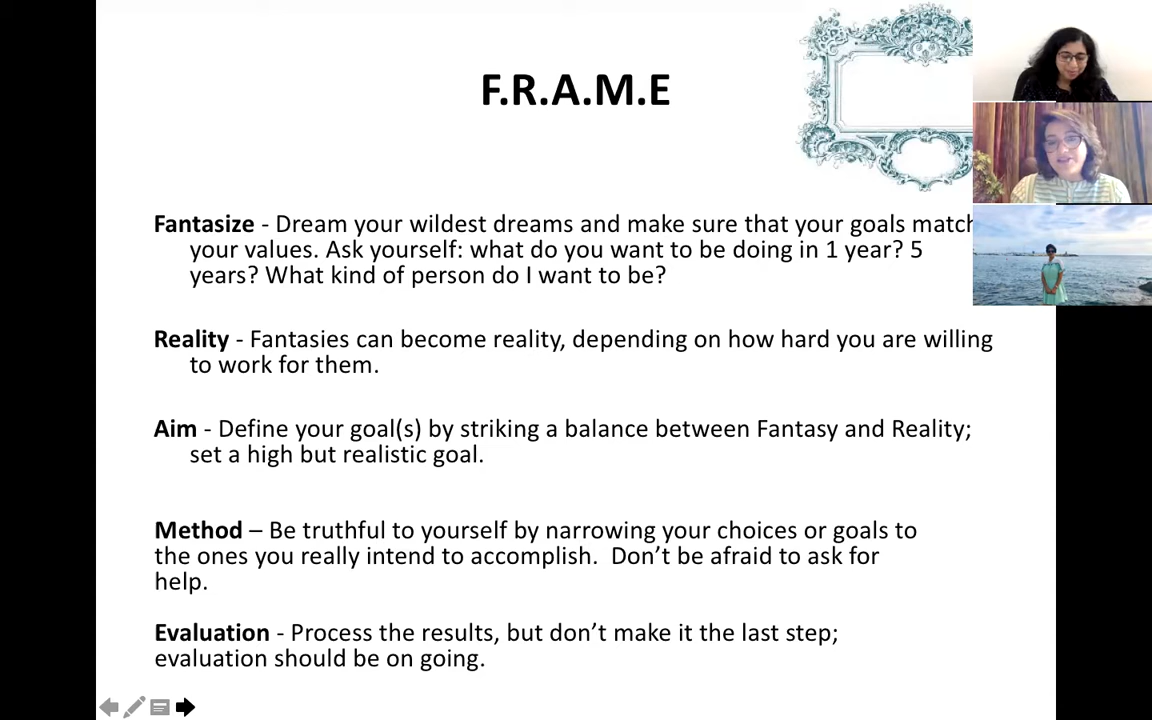 F.R.A.M.E
Fantasize - Dream your wildest dreams and make sure that your goals match
your values. Ask yourself: what do you want to be doing in 1 year? 5
years? What kind of person do I want to be?
Reality - Fantasies can become reality, depending on how hard you are willing
to work for them.
Aim - Define your goal(s) by striking a balance between Fantasy and Reality;
set a high but realistic goal.
Method – Be truthful to yourself by narrowing your choices or goals to
the ones you really intend to accomplish.  Don’t be afraid to ask for
help.
Evaluation - Process the results, but don’t make it the last step;
evaluation should be on going.